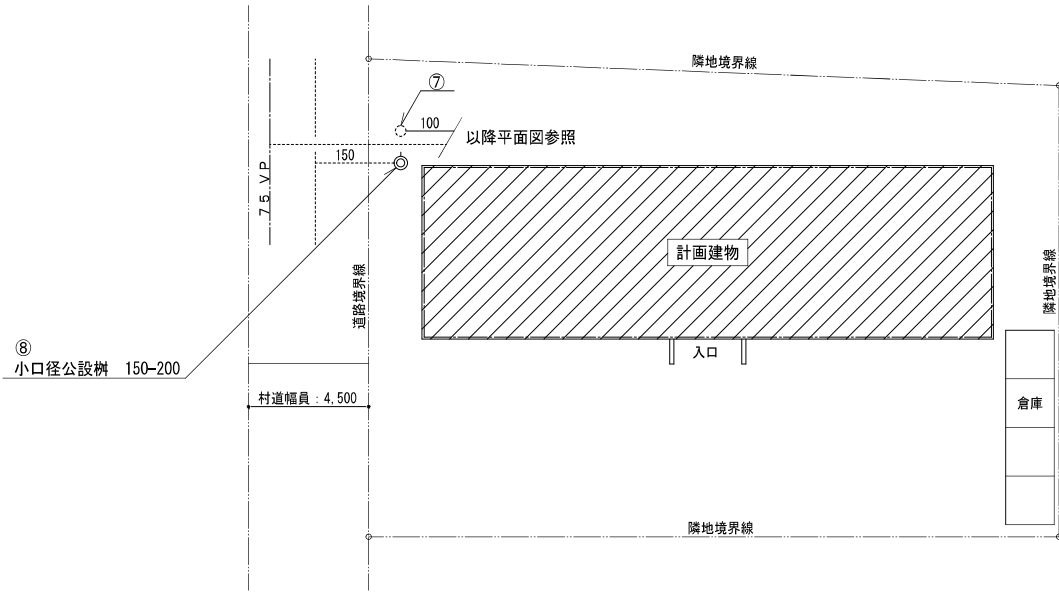 隣地境界線
⑦
100
以降平面図参照
150
75 VP
計画建物
道路境界線
隣地境界線
⑧
小口径公設桝 150-200
入口
村道幅員：4,500
倉庫
隣地境界線